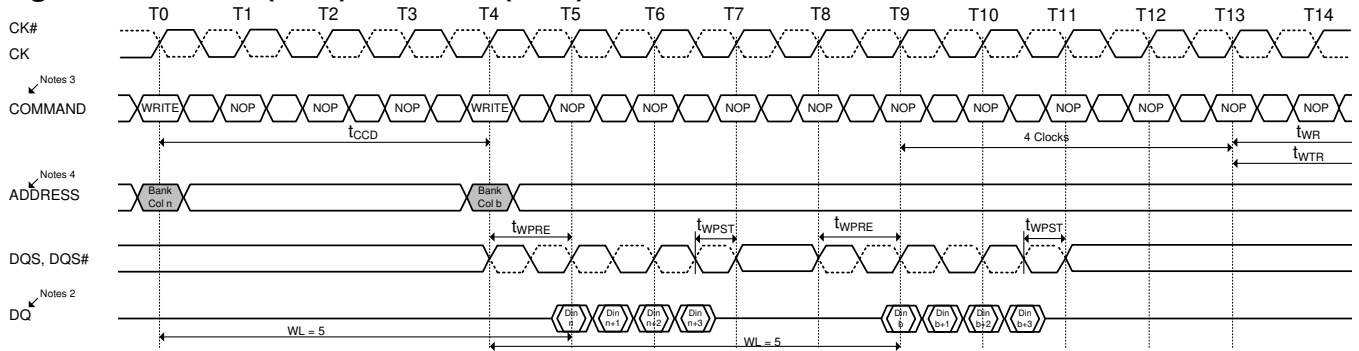 T0 T1 T2 T3 T4 T5 T6 T7 T8 T9 T10 T11 T12 T13 T14
CK#
CK
Notes 3
COMMAND
WRITE NOP NOP NOP WRITE NOP NOP NOP NOP NOP NOP NOP NOP NOP NOP
tCCD
4 Clocks
tWR
tWTR
Notes 4
ADDRESS
Bank Col n
Bank Col b
tWPRE tWPST tWPRE tWPST
DQS, DQS#
Notes 2
DQ
Din n Din n+1 Din n+2 Din n+3 Din b Din b+1 Din b+2 Din b+3
WL = 5
WL = 5